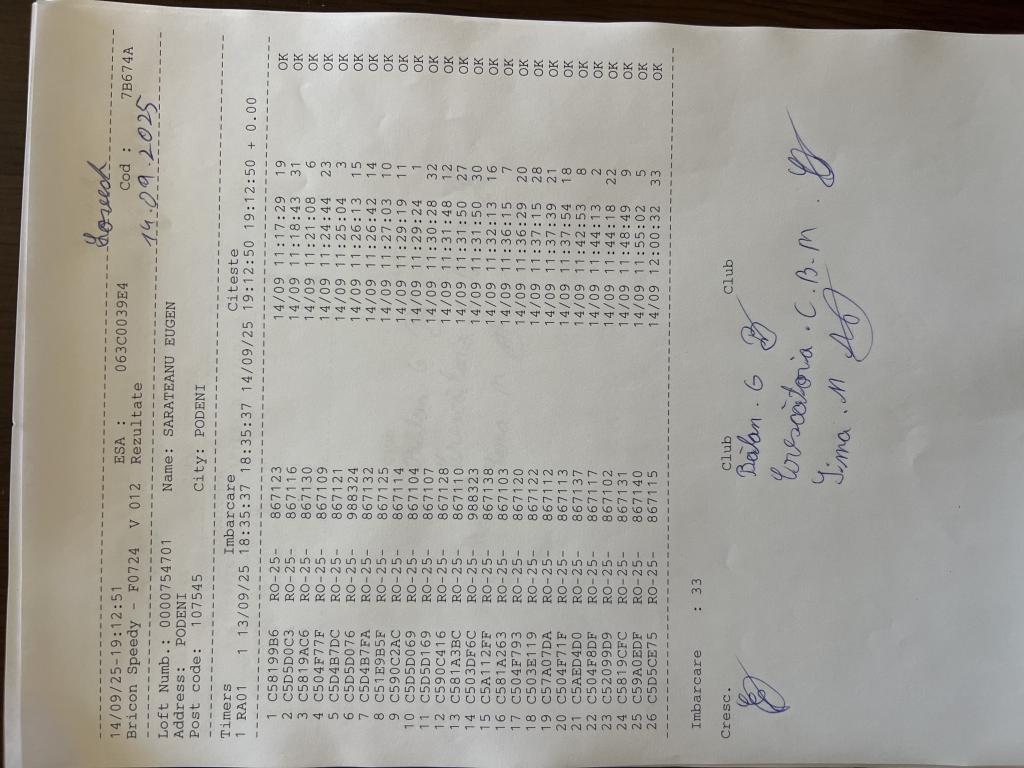 14/09/25-19:12:51
Bricon Speedy - F0724 V 012 ESA : 063C0039E4 Cod : 7B674A
Rezultate
14.09.2025
Loft Numb.: 0000754701 Name: SARATEANU EUGEN
Address: PODENI
Post code: 107545 City: PODENI
Timers Imbarcare Citeste
1 RA01 1 13/09/25 18:35:37 18:35:37 18:35:37 14/09/25 19:12:50 19:12:50 19:12:50 + 0.00
1 C58199B6 RO-25- 867123 14/09 11:17:29 19 OK
2 C5D5D0C3 RO-25- 867116 14/09 11:18:43 31 OK
3 C5819AC6 RO-25- 867130 14/09 11:21:08 6 OK
4 C504F77F RO-25- 867109 14/09 11:24:44 23 OK
5 C5D4B7DC RO-25- 867121 14/09 11:25:04 3 OK
6 C5D5D076 RO-25- 988324 14/09 11:26:13 15 OK
7 C5D4B7FA RO-25- 867132 14/09 11:26:42 14 OK
8 C51E9B5F RO-25- 867125 14/09 11:27:03 10 OK
9 C590C2AC RO-25- 867114 14/09 11:29:19 11 OK
10 C5D5D069 RO-25- 867104 14/09 11:29:24 1 OK
11 C5D5D169 RO-25- 867107 14/09 11:30:28 32 OK
12 C590C416 RO-25- 867128 14/09 11:31:48 12 OK
13 C581A3BC RO-25- 867110 14/09 11:31:50 27 OK
14 C503DF6C RO-25- 988323 14/09 11:31:50 30 OK
15 C5A112FF RO-25- 867138 14/09 11:32:13 16 OK
16 C581A263 RO-25- 867103 14/09 11:36:15 7 OK
17 C504F793 RO-25- 867120 14/09 11:36:29 20 OK
18 C503E119 RO-25- 867122 14/09 11:37:15 28 OK
19 C57A07DA RO-25- 867112 14/09 11:37:39 21 OK
20 C504F71F RO-25- 867113 14/09 11:37:54 18 OK
21 C5AED4D0 RO-25- 867137 14/09 11:42:53 8 OK
22 C504F8DF RO-25- 867117 14/09 11:44:13 2 OK
23 C52099D9 RO-25- 867102 14/09 11:44:18 22 OK
24 C5819CFC RO-25- 867131 14/09 11:48:49 9 OK
25 C59A0EDF RO-25- 867140 14/09 11:55:02 5 OK
26 C5D5CE75 RO-25- 867115 14/09 12:00:32 33 OK
Imbarcare : 33
Cresc. Club Club
Bălan . G
C . B . M .
Sima . M